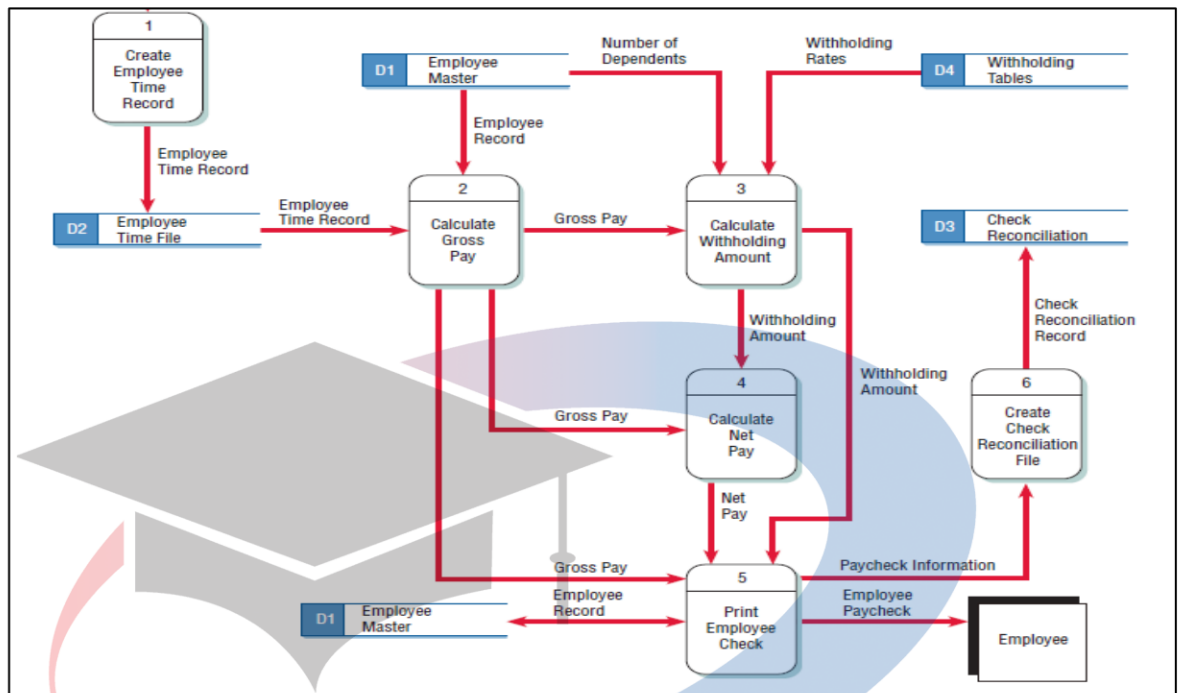 1
Create
Employee
Time
Record
Employee
Time Record
D1
Employee
Master
Number of
Dependents
Withholding
Rates
D4
Withholding
Tables
Employee
Record
D2
Employee
Time File
Employee
Time Record
2
Calculate
Gross
Pay
Gross Pay
3
Calculate
Withholding
Amount
D3
Check
Reconciliation
Withholding
Amount
Check
Reconciliation
Record
Withholding
Amount
4
Calculate
Net
Pay
Gross Pay
6
Create
Check
Reconciliation
File
Net
Pay
Gross Pay
5
Print
Employee
Check
Paycheck Information
D1
Employee
Master
Employee
Record
Employee
Paycheck
Employee